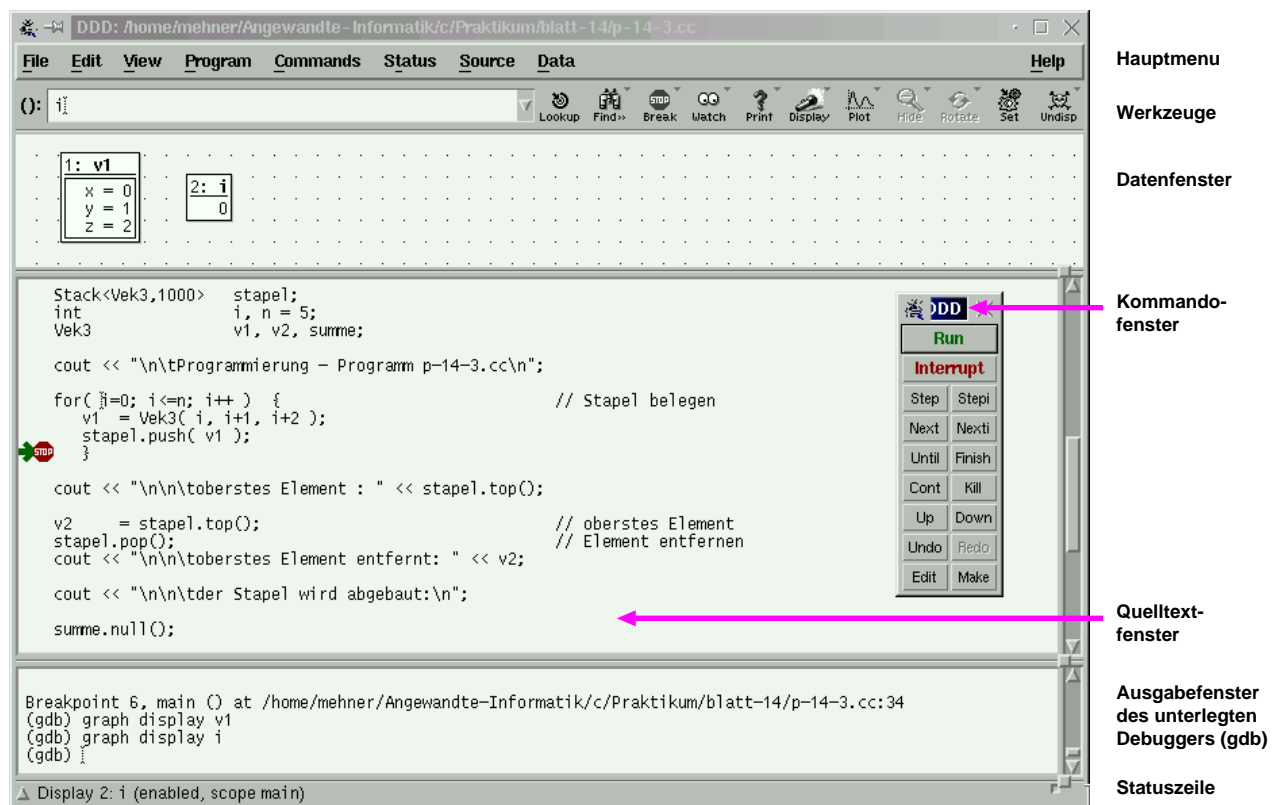 DDD: /home/mehner/Angewandte-Informatik/c/Praktikum/blatt-14/p-14-3.cc
File Edit View Program Commands Status Source Data Help
Hauptmenu
(): i
Lookup Find» Break Watch Print Display Plot Hide Rotate Set Undisp
Werkzeuge
1: v1
x = 0
y = 1
z = 2
2: i
0
Datenfenster
Stack<Vek3,1000> stapel;
int i, n = 5;
Vek3 v1, v2, summe;
cout << "\n\tProgrammierung - Programm p-14-3.cc\n";
for( i=0; i<=n; i++ ) { // Stapel belegen
v1 = Vek3( i, i+1, i+2 );
stapel.push( v1 );
STOP }
cout << "\n\n\toberstes Element : " << stapel.top();
v2 = stapel.top(); // oberstes Element
stapel.pop(); // Element entfernen
cout << "\n\n\toberstes Element entfernt: " << v2;
cout << "\n\n\tder Stapel wird abgebaut:\n";
summe.null();
DDD
Run
Interrupt
Step Stepi
Next Nexti
Until Finish
Cont Kill
Up Down
Undo Redo
Edit Make
Kommando-
fenster
Quelltext-
fenster
Breakpoint 6, main () at /home/mehner/Angewandte-Informatik/c/Praktikum/blatt-14/p-14-3.cc:34
(gdb) graph display v1
(gdb) graph display i
(gdb)
Ausgabefenster
des unterlegten
Debuggers (gdb)
Display 2: i (enabled, scope main)
Statuszeile